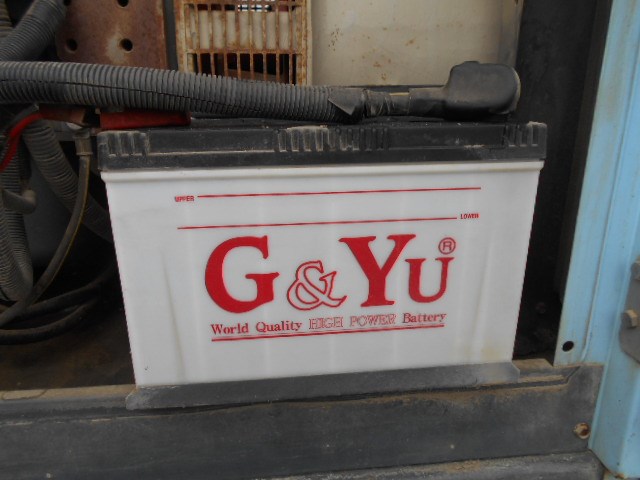 UPPER
LOWER
G & YU ®
World Quality HIGH POWER Battery